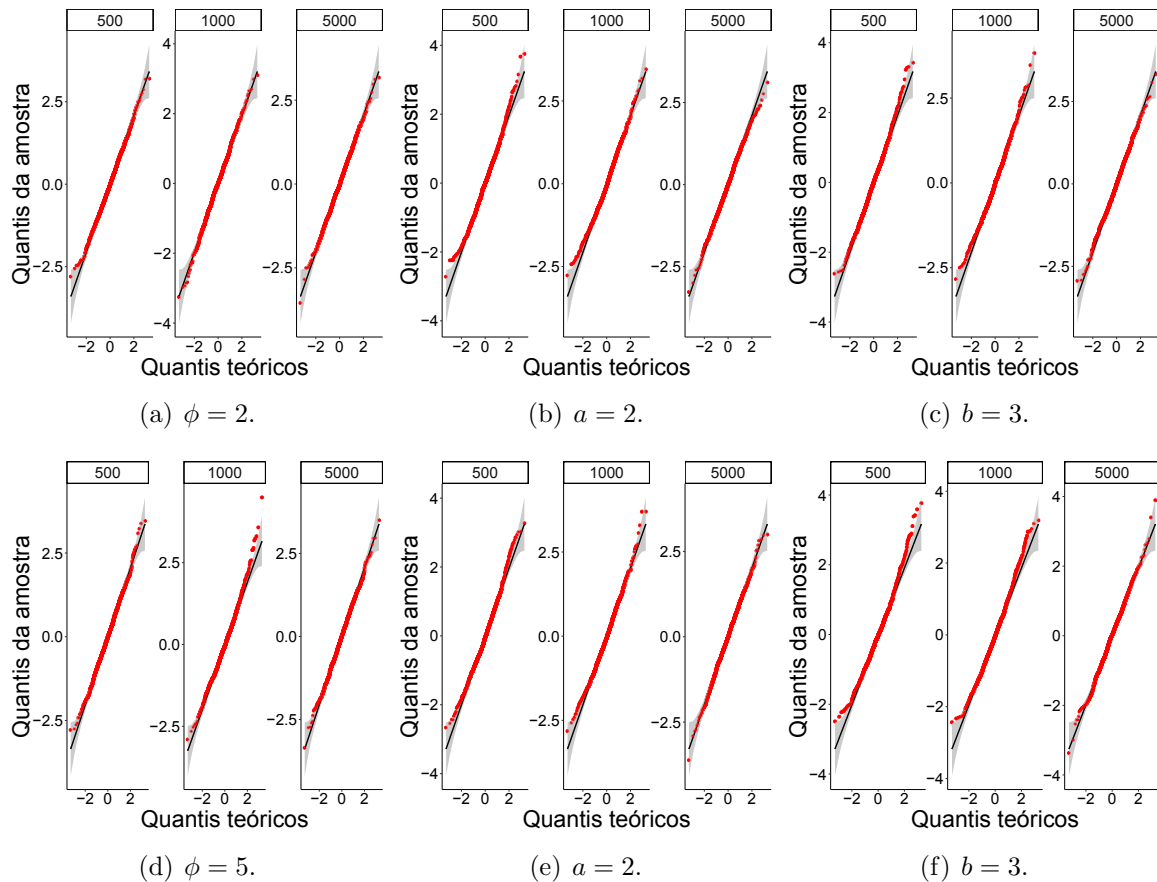 500 1000 5000 500 1000 5000 500 1000 5000
Quantis da amostra
2.5 0.0 −2.5
4 2 0 −2 −4
2.5 0.0 −2.5
−2 0 2 −2 0 2 −2 0 2
Quantis teóricos
(a) ϕ = 2.
Quantis da amostra
4 2 0 −2 −4
2.5 0.0 −2.5
2.5 0.0 −2.5
−2 0 2 −2 0 2 −2 0 2
Quantis teóricos
(b) a = 2.
Quantis da amostra
4 2 0 −2 −4
2.5 0.0 −2.5
2.5 0.0 −2.5
−2 0 2 −2 0 2 −2 0 2
Quantis teóricos
(c) b = 3.
500 1000 5000 500 1000 5000 500 1000 5000
Quantis da amostra
2.5 0.0 −2.5
2.5 0.0 −2.5
2.5 0.0 −2.5
−2 0 2 −2 0 2 −2 0 2
Quantis teóricos
(d) ϕ = 5.
Quantis da amostra
4 2 0 −2 −4
2.5 0.0 −2.5
2.5 0.0 −2.5
−2 0 2 −2 0 2 −2 0 2
Quantis teóricos
(e) a = 2.
Quantis da amostra
4 2 0 −2 −4
4 2 0 −2 −4
4 2 0 −2 −4
−2 0 2 −2 0 2 −2 0 2
Quantis teóricos
(f) b = 3.